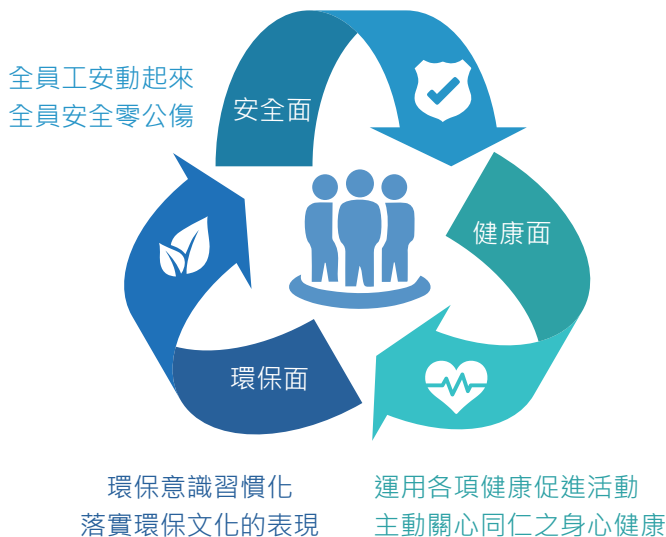 全員工安動起來
全員安全零公傷
安全面
健康面
環保面
環保意識習慣化
落實環保文化的表現
運用各項健康促進活動
主動關心同仁之身心健康